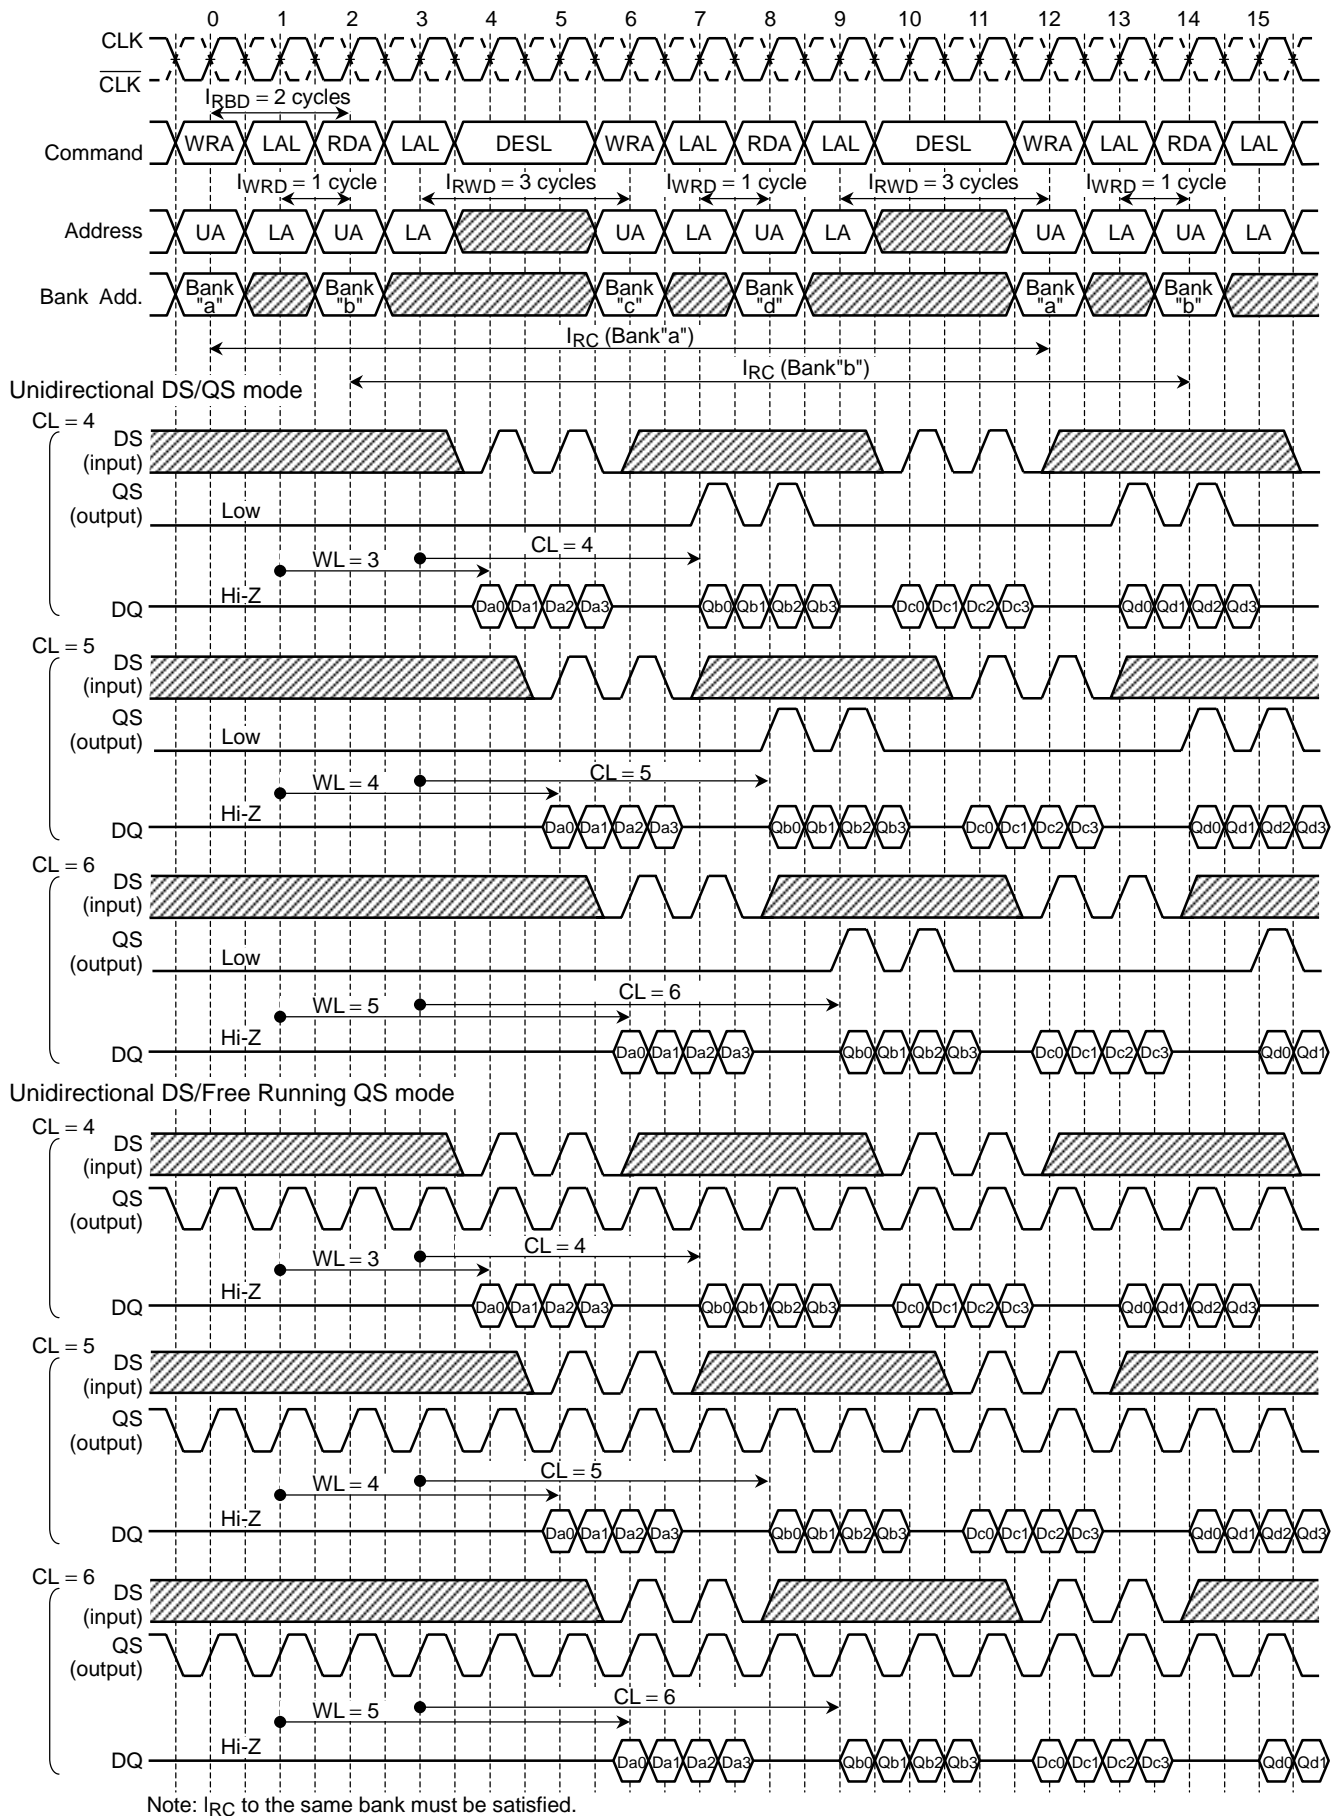 0 1 2 3 4 5 6 7 8 9 10 11 12 13 14 15
CLK
CLK
IRBD = 2 cycles
Command WRA LAL RDA LAL DESL WRA LAL RDA LAL DESL WRA LAL RDA LAL
IWRD = 1 cycle IRWD = 3 cycles IWRD = 1 cycle IRWD = 3 cycles IWRD = 1 cycle
Address UA LA UA LA UA LA UA LA UA LA UA LA
Bank Add. Bank "a" Bank "b" Bank "c" Bank "d" Bank "a" Bank "b"
IRC (Bank"a")
IRC (Bank"b")
Unidirectional DS/QS mode
CL = 4
DS
(input)
QS
(output) Low
CL = 4
WL = 3
Hi-Z
DQ Da0 Da1 Da2 Da3 Qb0 Qb1 Qb2 Qb3 Dc0 Dc1 Dc2 Dc3 Qd0 Qd1 Qd2 Qd3
CL = 5
DS
(input)
QS
(output) Low
CL = 5
WL = 4
Hi-Z
DQ Da0 Da1 Da2 Da3 Qb0 Qb1 Qb2 Qb3 Dc0 Dc1 Dc2 Dc3 Qd0 Qd1 Qd2 Qd3
CL = 6
DS
(input)
QS
(output) Low
CL = 6
WL = 5
Hi-Z
DQ Da0 Da1 Da2 Da3 Qb0 Qb1 Qb2 Qb3 Dc0 Dc1 Dc2 Dc3 Qd0 Qd1
Unidirectional DS/Free Running QS mode
CL = 4
DS
(input)
QS
(output)
CL = 4
WL = 3
Hi-Z
DQ Da0 Da1 Da2 Da3 Qb0 Qb1 Qb2 Qb3 Dc0 Dc1 Dc2 Dc3 Qd0 Qd1 Qd2 Qd3
CL = 5
DS
(input)
QS
(output)
CL = 5
WL = 4
Hi-Z
DQ Da0 Da1 Da2 Da3 Qb0 Qb1 Qb2 Qb3 Dc0 Dc1 Dc2 Dc3 Qd0 Qd1 Qd2 Qd3
CL = 6
DS
(input)
QS
(output)
CL = 6
WL = 5
Hi-Z
DQ Da0 Da1 Da2 Da3 Qb0 Qb1 Qb2 Qb3 Dc0 Dc1 Dc2 Dc3 Qd0 Qd1
Note: IRC to the same bank must be satisfied.